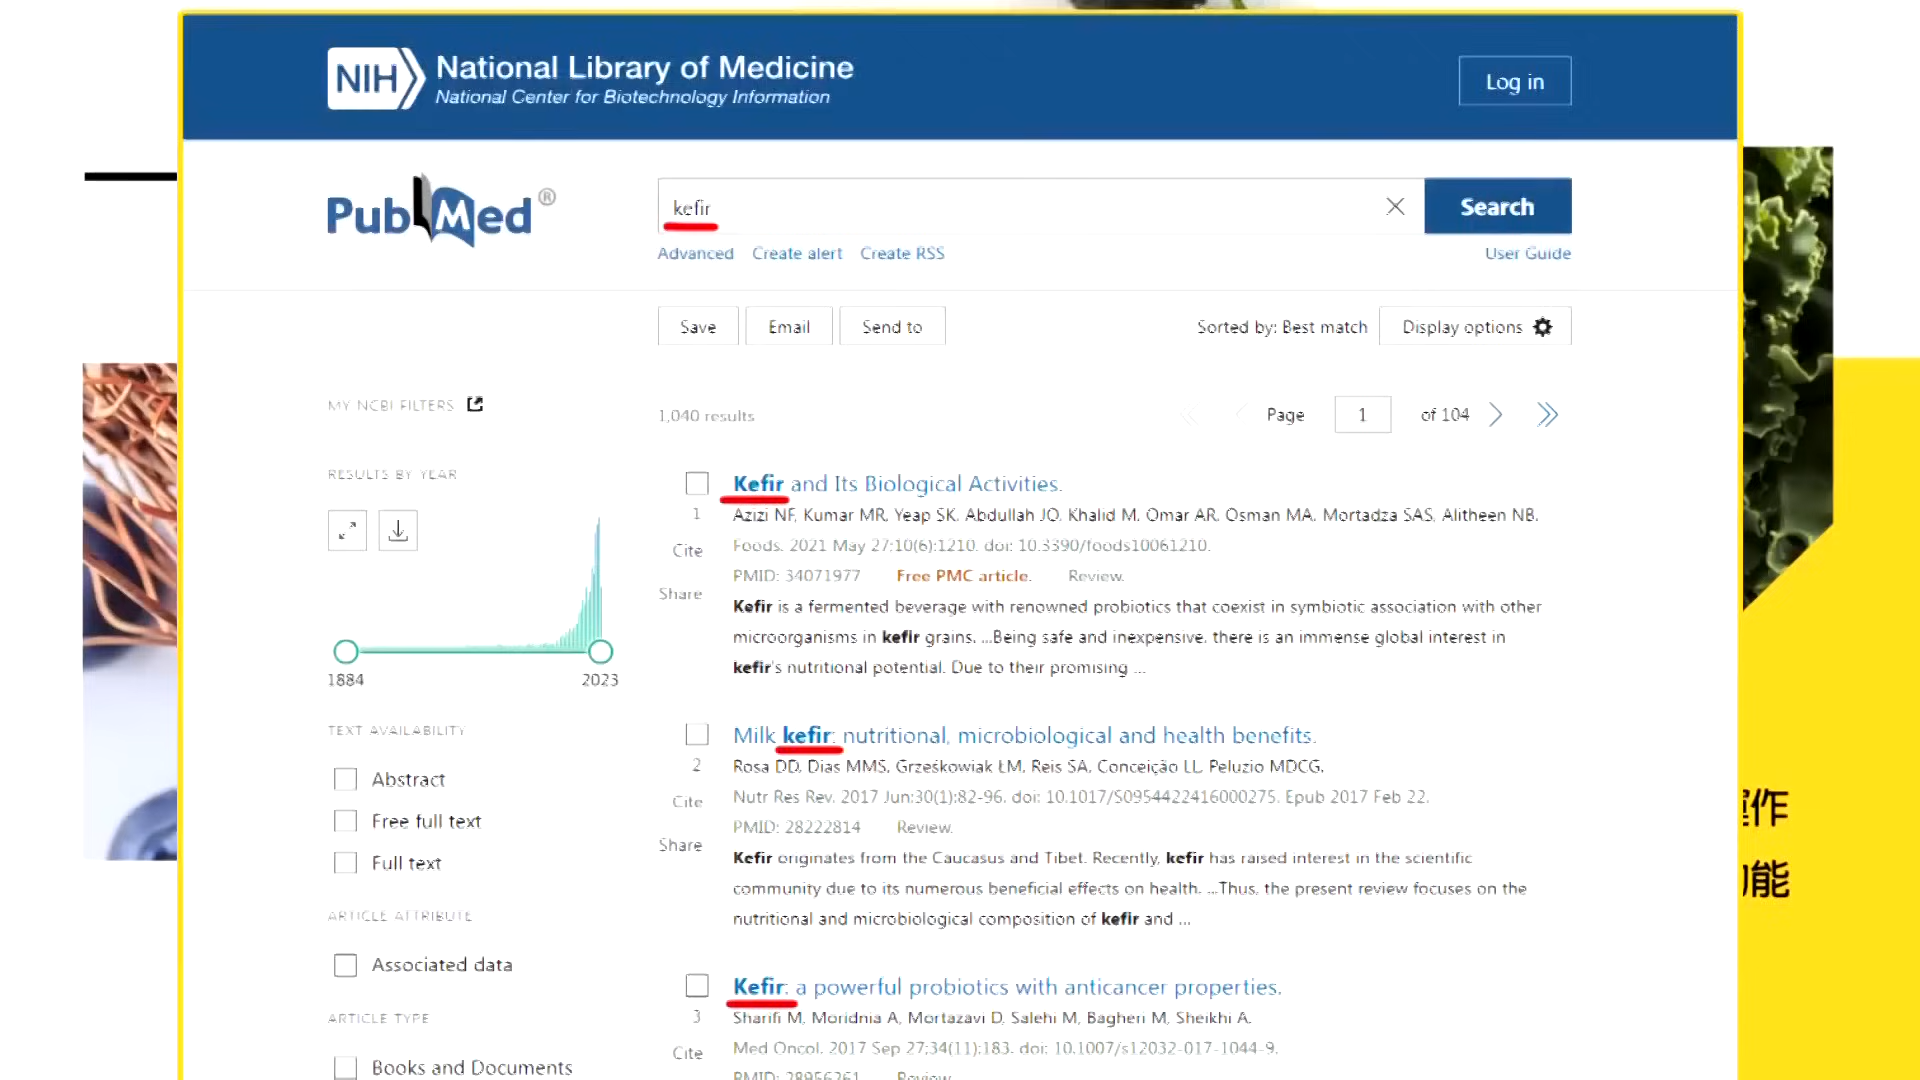 NIH National Library of Medicine
National Center for Biotechnology Information
Log in
PubMed®
kefir
Search
Advanced Create alert Create RSS
User Guide
Save Email Send to
Sorted by: Best match Display options
MY NCBI FILTERS
1,040 results
Page 1 of 104
RESULTS BY YEAR
1884 2023
TEXT AVAILABILITY
Abstract
Free full text
Full text
ARTICLE ATTRIBUTE
Associated data
ARTICLE TYPE
Books and Documents
Kefir and Its Biological Activities.
1
Cite
Share
Azizi NF, Kumar MR, Yeap SK, Abdullah JO, Khalid M, Omar AR, Osman MA, Mortadza SAS, Alitheen NB.
Foods. 2021 May 27;10(6):1210. doi: 10.3390/foods10061210.
PMID: 34071977 Free PMC article. Review.
Kefir is a fermented beverage with renowned probiotics that coexist in symbiotic association with other
microorganisms in kefir grains. ...Being safe and inexpensive, there is an immense global interest in
kefir's nutritional potential. Due to their promising ...
Milk kefir: nutritional, microbiological and health benefits.
2
Cite
Share
Rosa DD, Dias MMS, Grześkowiak ŁM, Reis SA, Conceição LL, Peluzio MDCG.
Nutr Res Rev. 2017 Jun;30(1):82-96. doi: 10.1017/S0954422416000275. Epub 2017 Feb 22.
PMID: 28222814 Review.
Kefir originates from the Caucasus and Tibet. Recently, kefir has raised interest in the scientific
community due to its numerous beneficial effects on health. ...Thus, the present review focuses on the
nutritional and microbiological composition of kefir and ...
Kefir: a powerful probiotics with anticancer properties.
3
Cite
Sharifi M, Moridnia A, Mortazavi D, Salehi M, Bagheri M, Sheikhi A.
Med Oncol. 2017 Sep 27;34(11):183. doi: 10.1007/s12032-017-1044-9.
PMID: 28956261 Review.
作
能